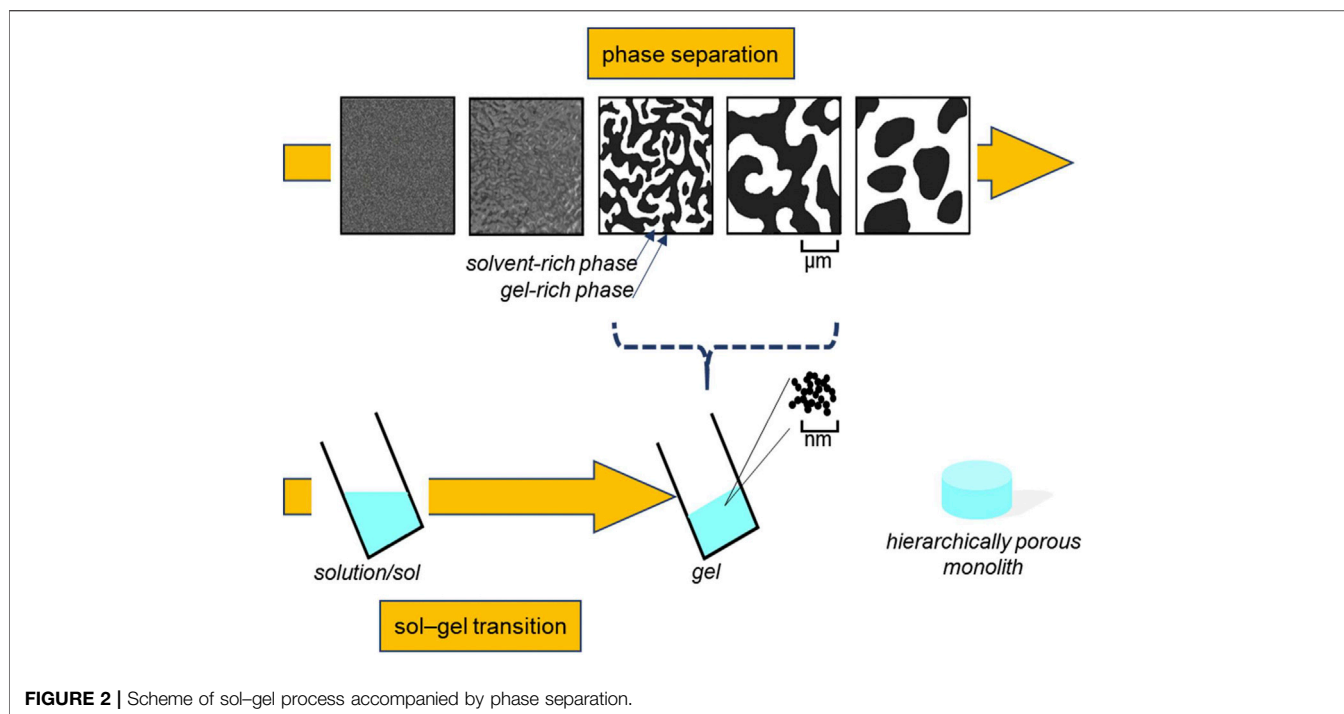 phase separation
solvent-rich phase
gel-rich phase
µm
nm
solution/sol
gel
hierarchically porous
monolith
sol–gel transition
FIGURE 2 | Scheme of sol–gel process accompanied by phase separation.